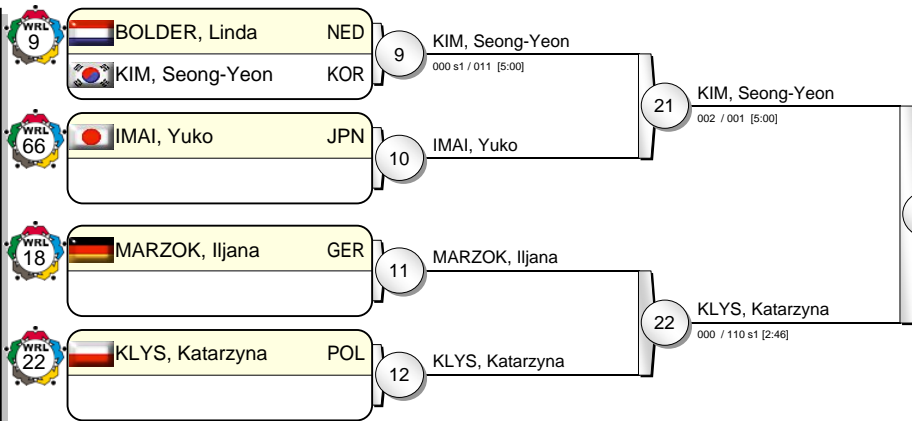 WRL
9
BOLDER, Linda NED
KIM, Seong-Yeon KOR
9
KIM, Seong-Yeon
000 s1 / 011 [5:00]
21
KIM, Seong-Yeon
002 / 001 [5:00]
WRL
66
IMAI, Yuko JPN
10
IMAI, Yuko
WRL
18
MARZOK, Iljana GER
11
MARZOK, Iljana
22
KLYS, Katarzyna
000 / 110 s1 [2:46]
WRL
22
KLYS, Katarzyna POL
12
KLYS, Katarzyna